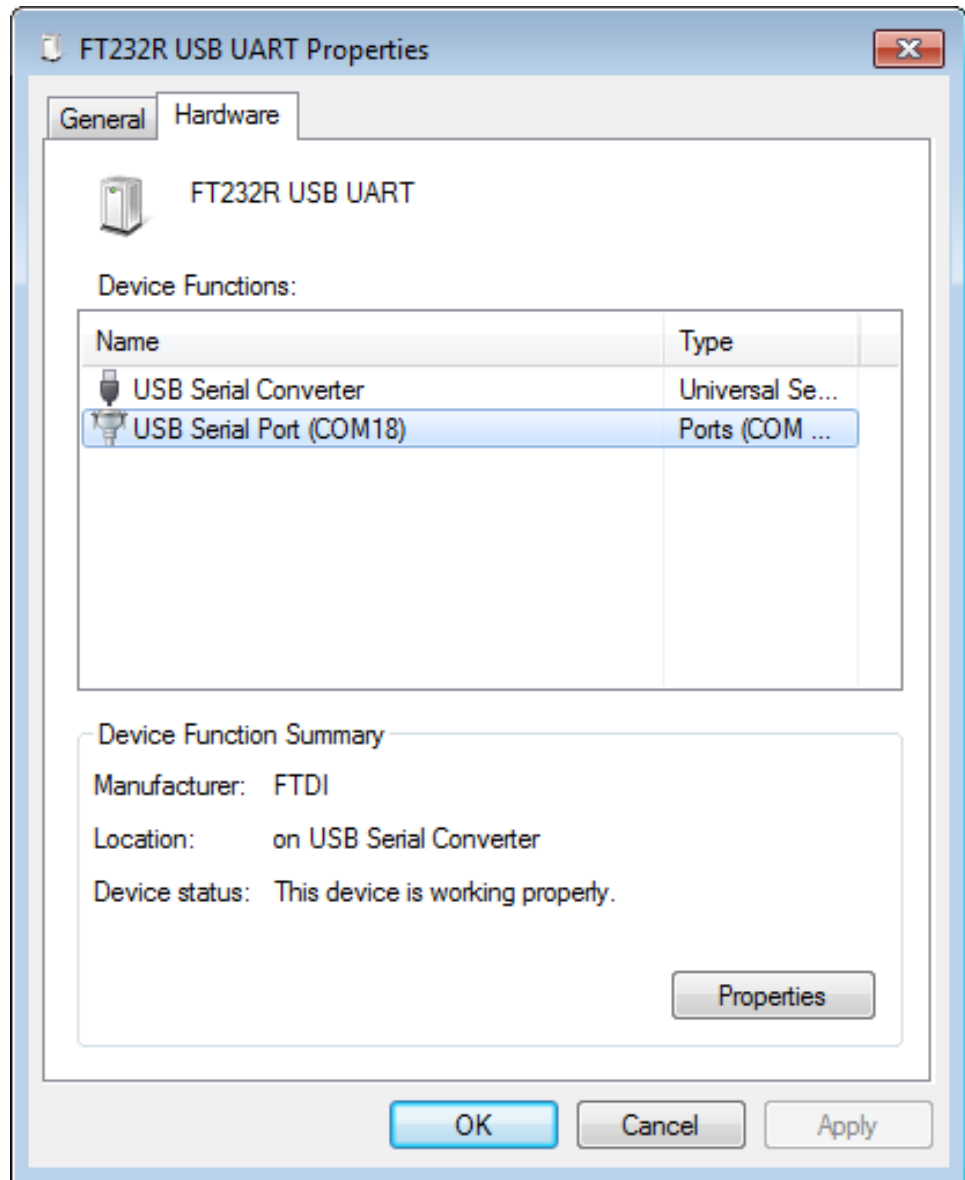 FT232R USB UART Properties
General Hardware
FT232R USB UART
Device Functions:
Name Type
USB Serial Converter Universal Se...
USB Serial Port (COM18) Ports (COM ...
Device Function Summary
Manufacturer: FTDI
Location: on USB Serial Converter
Device status: This device is working properly.
Properties
OK Cancel Apply